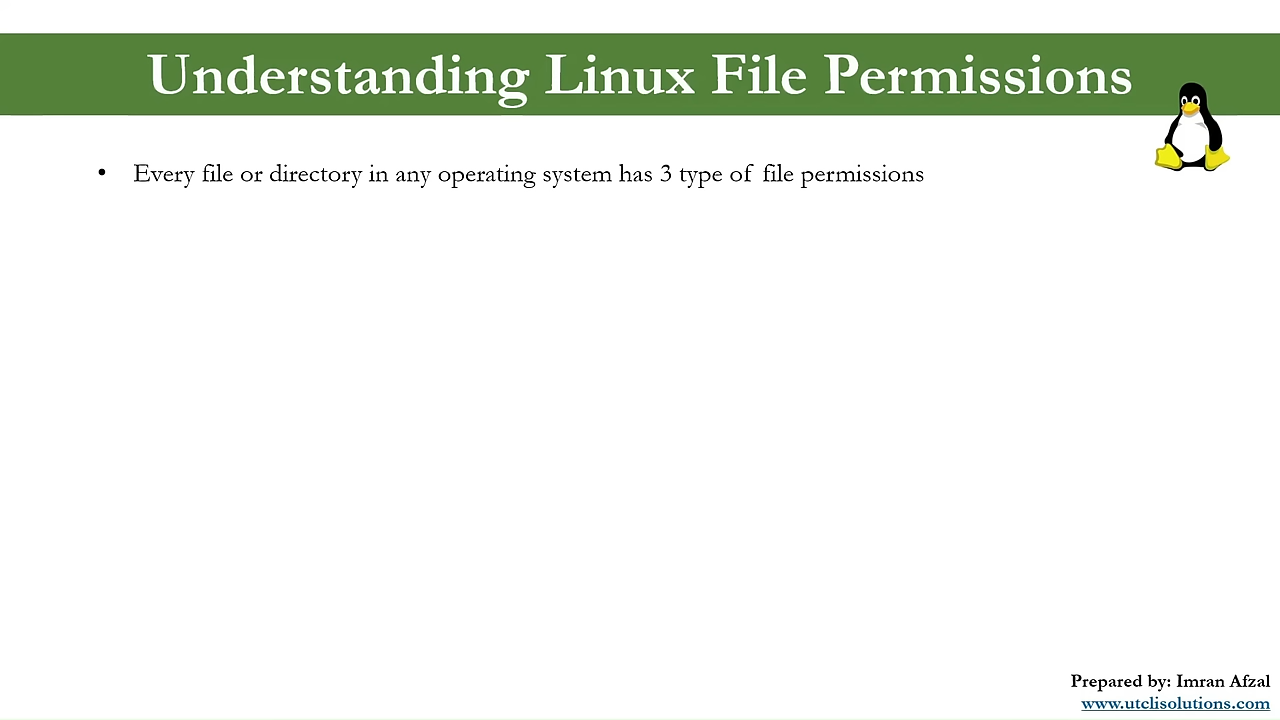 Understanding Linux File Permissions
• Every file or directory in any operating system has 3 type of file permissions
Prepared by: Imran Afzal
www.utclisolutions.com